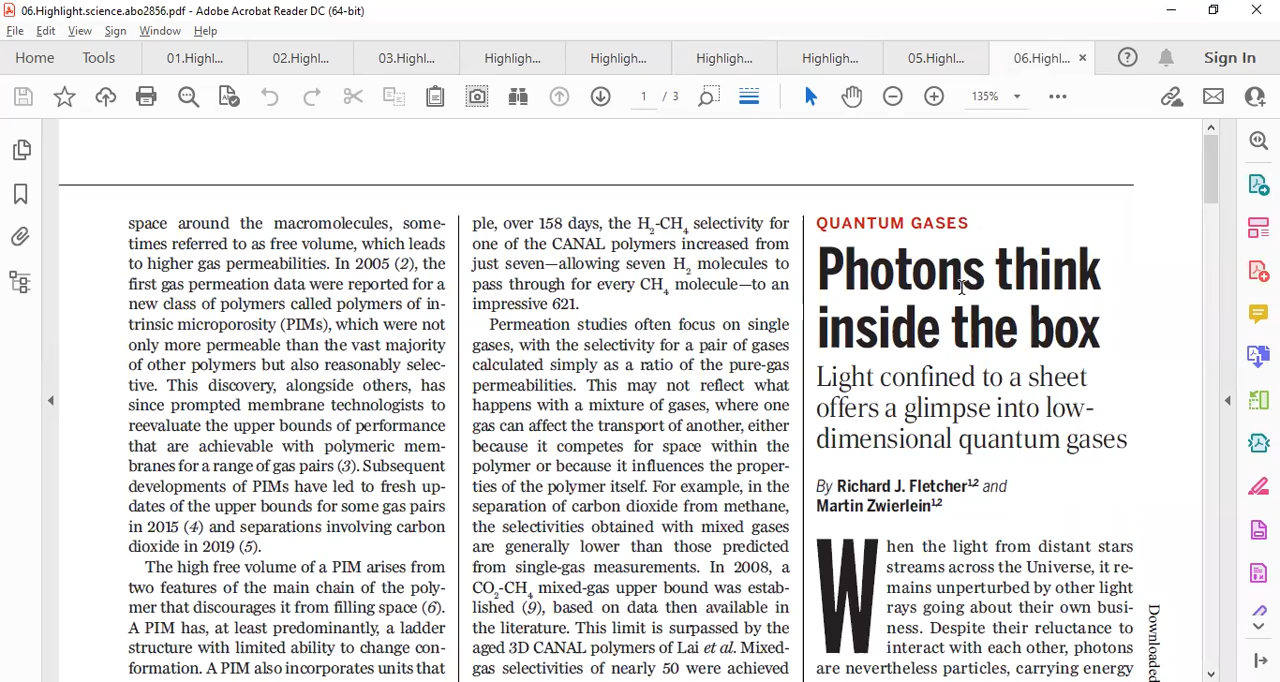 06.Highlight.science.abo2856.pdf - Adobe Acrobat Reader DC (64-bit)
File Edit View Sign Window Help
Home Tools 01.Highl... 02.Highl... 03.Highl... Highligh... Highligh... Highligh... Highligh... 05.Highl... 06.Highl... Sign In
1 / 3 135%
space around the macromolecules, some-
times referred to as free volume, which leads
to higher gas permeabilities. In 2005 (2), the
first gas permeation data were reported for a
new class of polymers called polymers of in-
trinsic microporosity (PIMs), which were not
only more permeable than the vast majority
of other polymers but also reasonably selec-
tive. This discovery, alongside others, has
since prompted membrane technologists to
reevaluate the upper bounds of performance
that are achievable with polymeric mem-
branes for a range of gas pairs (3). Subsequent
developments of PIMs have led to fresh up-
dates of the upper bounds for some gas pairs
in 2015 (4) and separations involving carbon
dioxide in 2019 (5).
The high free volume of a PIM arises from
two features of the main chain of the poly-
mer that discourages it from filling space (6).
A PIM has, at least predominantly, a ladder
structure with limited ability to change con-
formation. A PIM also incorporates units that
ple, over 158 days, the H₂-CH₄ selectivity for
one of the CANAL polymers increased from
just seven—allowing seven H₂ molecules to
pass through for every CH₄ molecule—to an
impressive 621.
Permeation studies often focus on single
gases, with the selectivity for a pair of gases
calculated simply as a ratio of the pure-gas
permeabilities. This may not reflect what
happens with a mixture of gases, where one
gas can affect the transport of another, either
because it competes for space within the
polymer or because it influences the proper-
ties of the polymer itself. For example, in the
separation of carbon dioxide from methane,
the selectivities obtained with mixed gases
are generally lower than those predicted
from single-gas measurements. In 2008, a
CO₂-CH₄ mixed-gas upper bound was estab-
lished (9), based on data then available in
the literature. This limit is surpassed by the
aged 3D CANAL polymers of Lai et al. Mixed-
gas selectivities of nearly 50 were achieved
QUANTUM GASES
Photons think
inside the box
Light confined to a sheet
offers a glimpse into low-
dimensional quantum gases
By Richard J. Fletcher¹,² and
Martin Zwierlein¹,²
When the light from distant stars
streams across the Universe, it re-
mains unperturbed by other light
rays going about their own busi-
ness. Despite their reluctance to
interact with each other, photons
are nevertheless particles, carrying energy
Downloaded